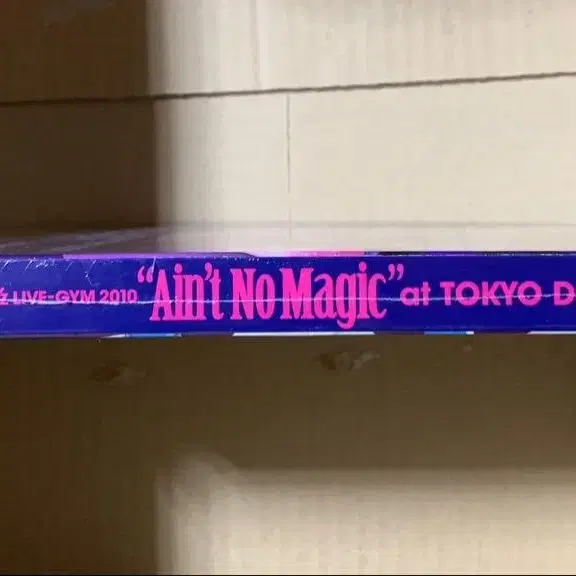 'z LIVE-GYM 2010 "Ain't No Magic" at TOKYO D